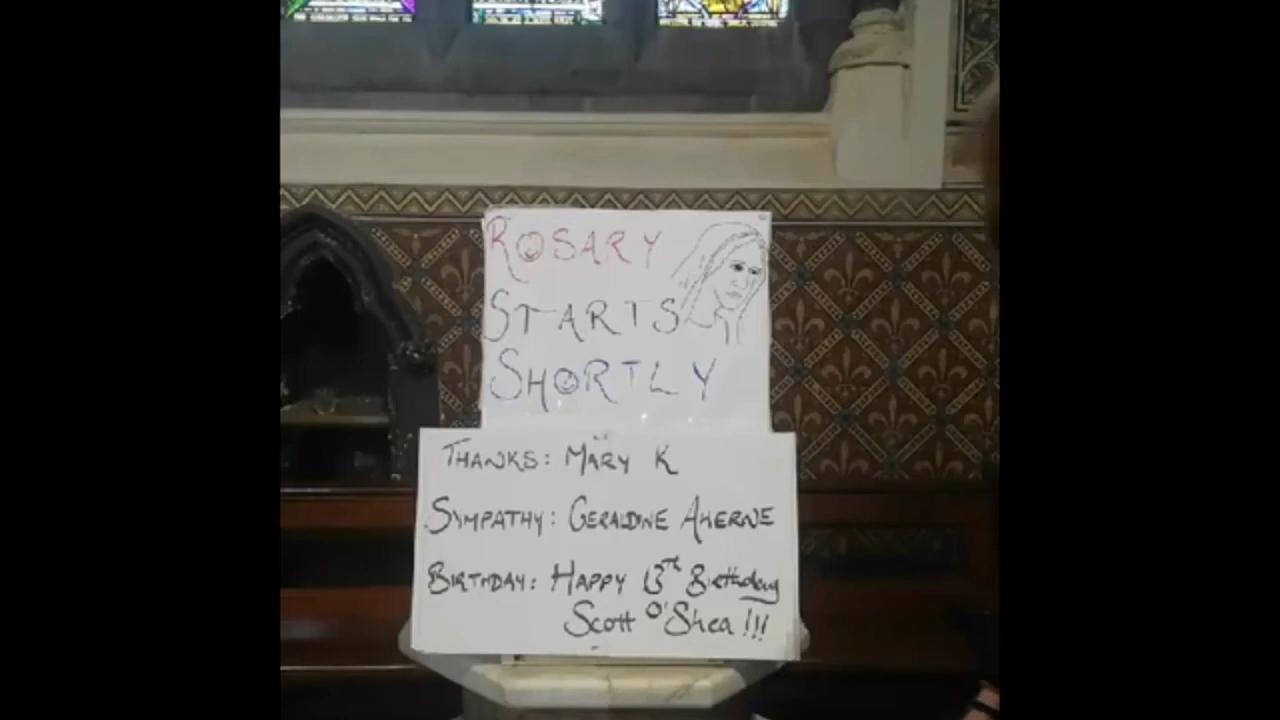 ROSARY
STARTS
SHORTLY
THANKS: MARY K
SYMPATHY: GERALDINE AHERNE
BIRTHDAY: HAPPY 13TH Birthday
Scott O'Shea !!!